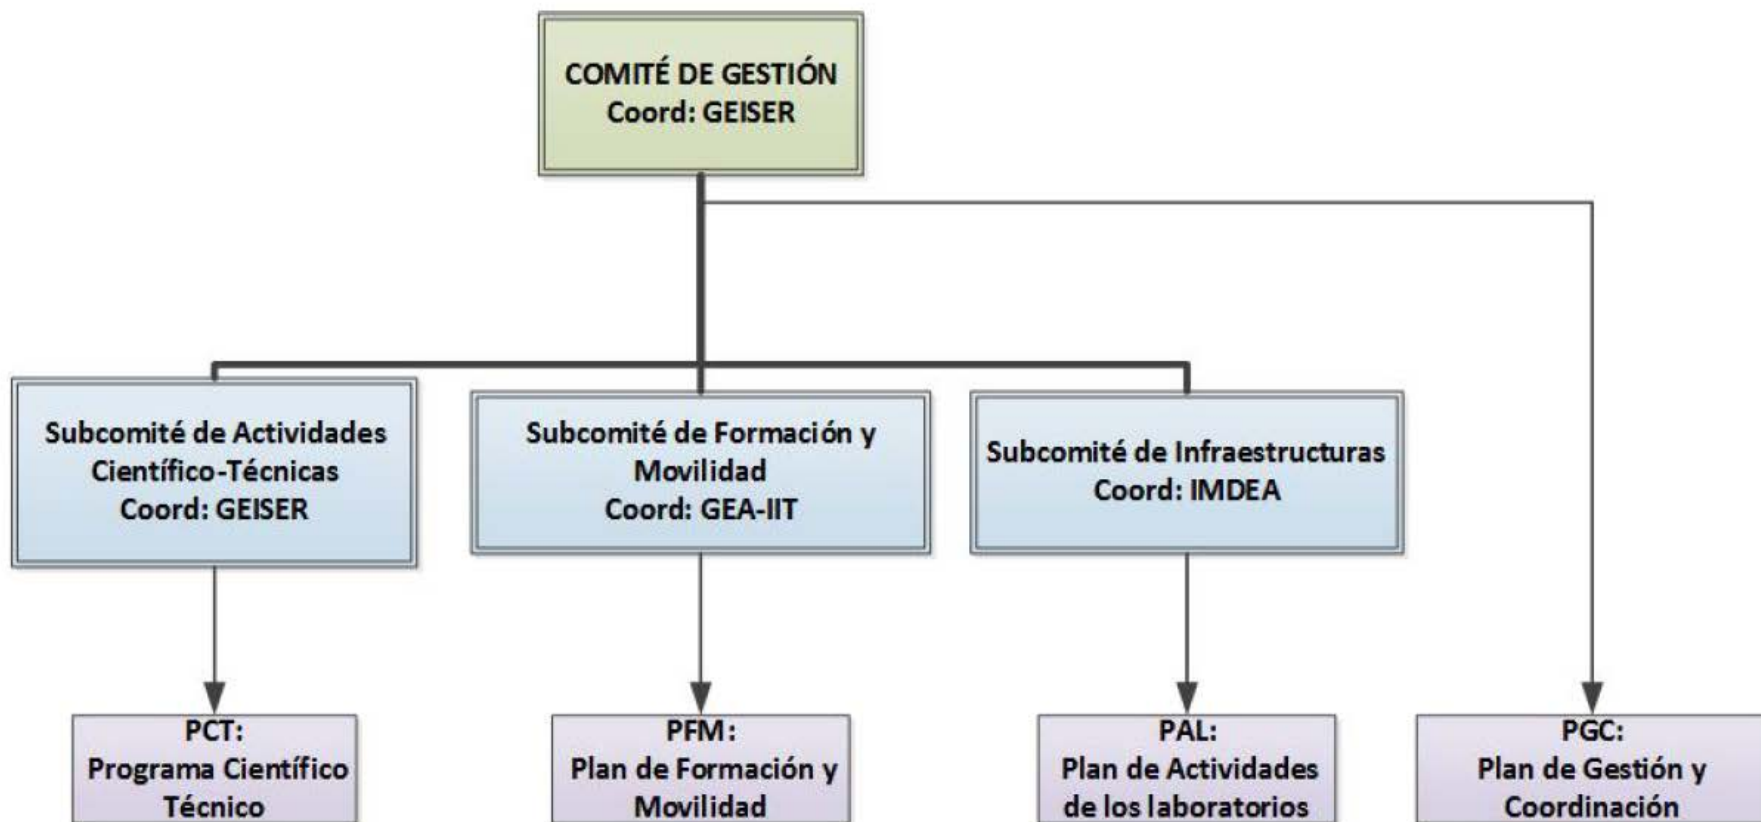 COMITÉ DE GESTIÓN
Coord: GEISER
Subcomité de Actividades
Científico-Técnicas
Coord: GEISER
Subcomité de Formación y
Movilidad
Coord: GEA-IIT
Subcomité de Infraestructuras
Coord: IMDEA
PCT:
Programa Científico
Técnico
PFM:
Plan de Formación y
Movilidad
PAL:
Plan de Actividades
de los laboratorios
PGC:
Plan de Gestión y
Coordinación